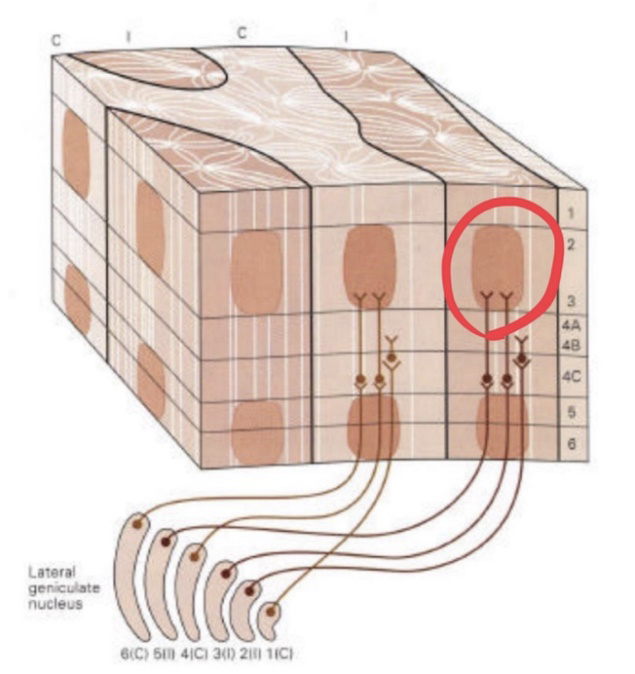 C I C I
1
2
3
4A
4B
4C
5
6
Lateral
geniculate
nucleus
6(C) 5(I) 4(C) 3(I) 2(I) 1(C)